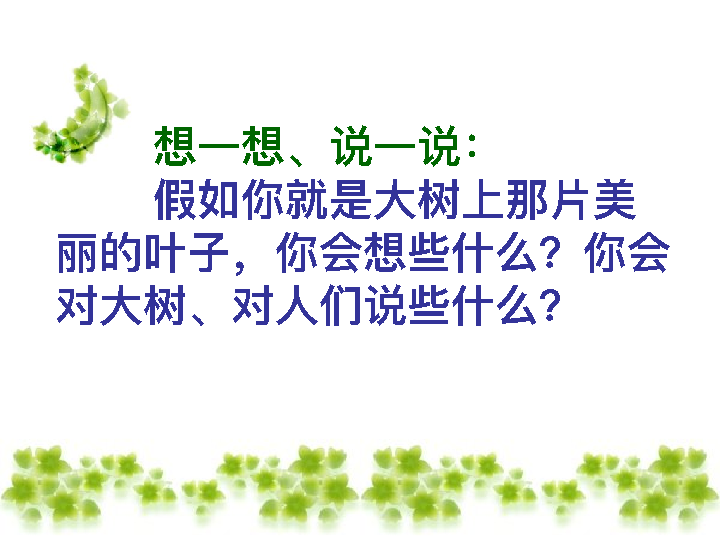 想一想、说一说：
假如你就是大树上那片美
丽的叶子，你会想些什么？你会
对大树、对人们说些什么？